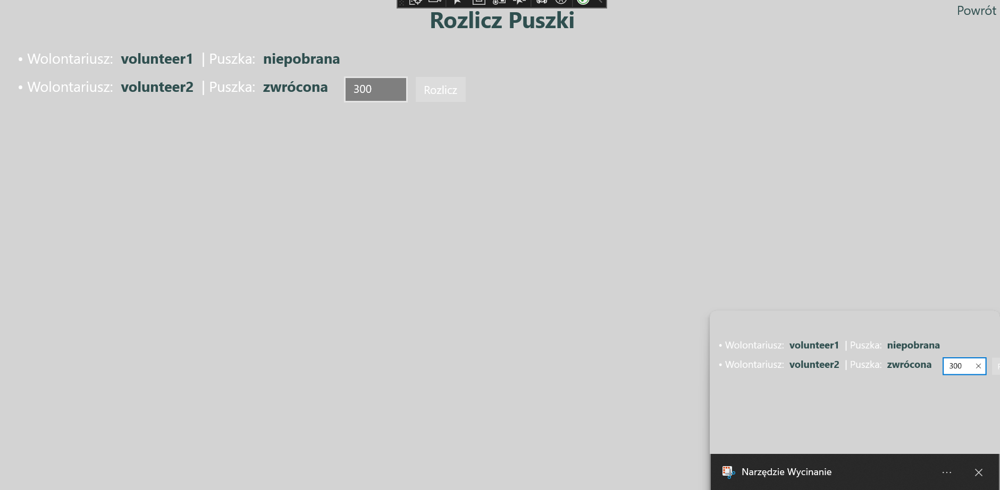 Rozlicz Puszki
Powrót
• Wolontariusz: volunteer1 | Puszka: niepobrana
• Wolontariusz: volunteer2 | Puszka: zwrócona 300 Rozlicz
• Wolontariusz: volunteer1 | Puszka: niepobrana
• Wolontariusz: volunteer2 | Puszka: zwrócona 300
Narzędzie Wycinanie